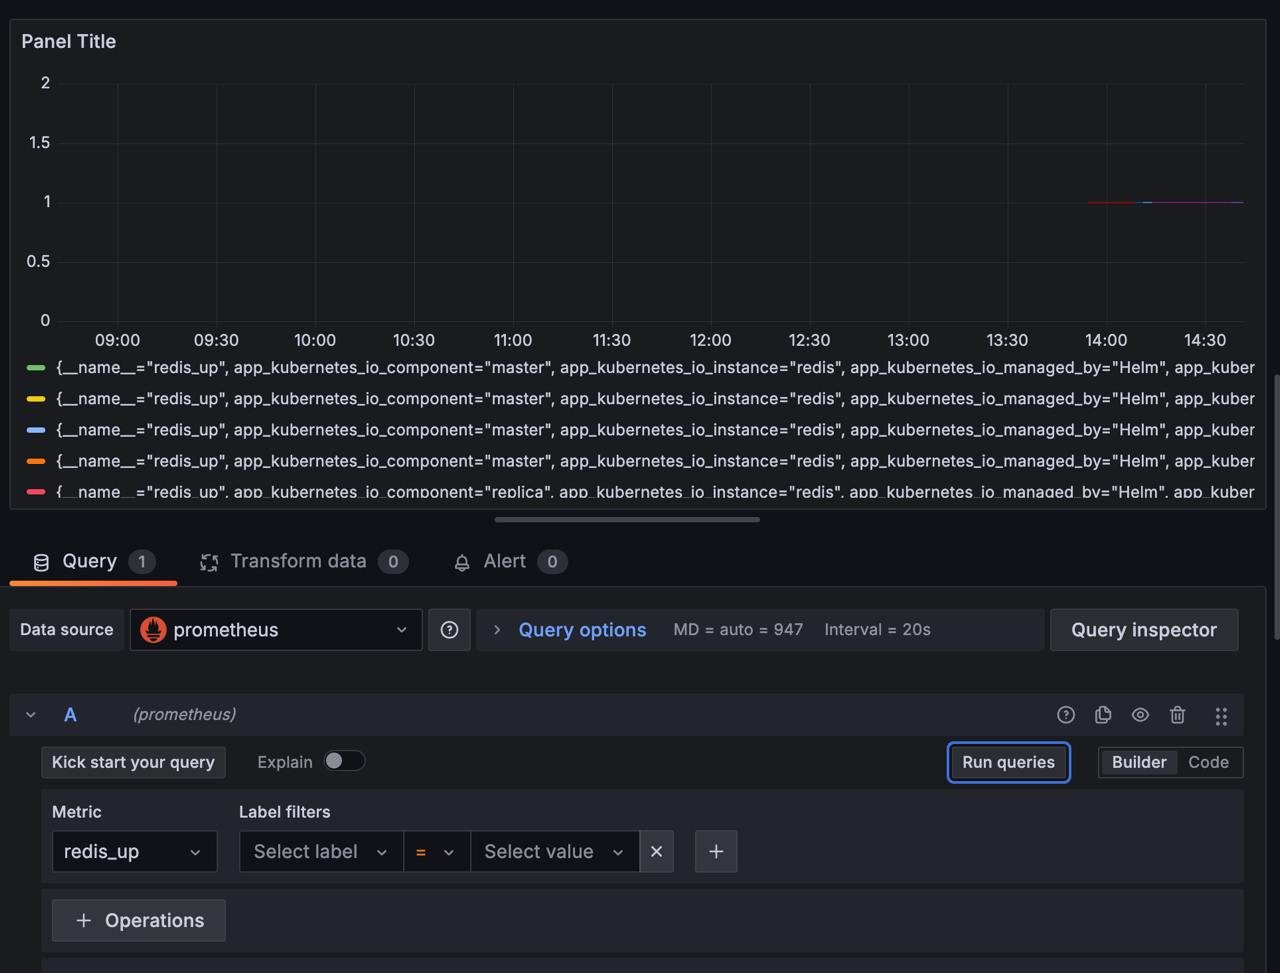 Panel Title
2
1.5
1
0.5
0
09:00 09:30 10:00 10:30 11:00 11:30 12:00 12:30 13:00 13:30 14:00 14:30
{__name__="redis_up", app_kubernetes_io_component="master", app_kubernetes_io_instance="redis", app_kubernetes_io_managed_by="Helm", app_kuber
{__name__="redis_up", app_kubernetes_io_component="master", app_kubernetes_io_instance="redis", app_kubernetes_io_managed_by="Helm", app_kuber
{__name__="redis_up", app_kubernetes_io_component="master", app_kubernetes_io_instance="redis", app_kubernetes_io_managed_by="Helm", app_kuber
{__name__="redis_up", app_kubernetes_io_component="master", app_kubernetes_io_instance="redis", app_kubernetes_io_managed_by="Helm", app_kuber
{__name__="redis_up", app_kubernetes_io_component="replica", app_kubernetes_io_instance="redis", app_kubernetes_io_managed_by="Helm", app_kuber
Query 1 Transform data 0 Alert 0
Data source prometheus Query options MD = auto = 947 Interval = 20s Query inspector
A (prometheus)
Kick start your query Explain Run queries Builder Code
Metric Label filters
redis_up Select label = Select value
+ Operations